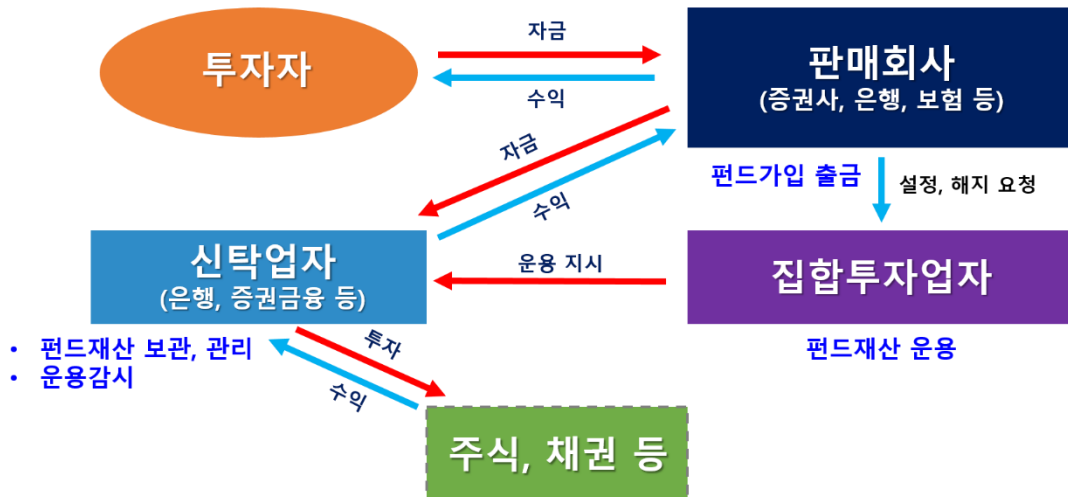 투자자
자금
수익
판매회사
(증권사, 은행, 보험 등)
자금
수익
펀드가입 출금
설정, 해지 요청
신탁업자
(은행, 증권금융 등)
운용 지시
집합투자업자
• 펀드재산 보관, 관리
• 운용감시
투자
수익
펀드재산 운용
주식, 채권 등